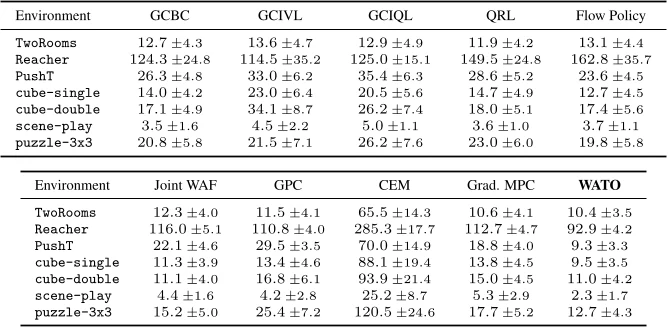 Environment GCBC GCIVL GCIQL QRL Flow Policy
TwoRooms 12.7 ±4.3 13.6 ±4.7 12.9 ±4.9 11.9 ±4.2 13.1 ±4.4
Reacher 124.3 ±24.8 114.5 ±35.2 125.0 ±15.1 149.5 ±24.8 162.8 ±35.7
PushT 26.3 ±4.8 33.0 ±6.2 35.4 ±6.3 28.6 ±5.2 23.6 ±4.5
cube-single 14.0 ±4.2 23.0 ±6.4 20.5 ±5.6 14.7 ±4.9 12.7 ±4.5
cube-double 17.1 ±4.9 34.1 ±8.7 26.2 ±7.4 18.0 ±5.1 17.4 ±5.6
scene-play 3.5 ±1.6 4.5 ±2.2 5.0 ±1.1 3.6 ±1.0 3.7 ±1.1
puzzle-3x3 20.8 ±5.8 21.5 ±7.1 26.2 ±7.6 23.0 ±6.0 19.8 ±5.8
Environment Joint WAF GPC CEM Grad. MPC WATO
TwoRooms 12.3 ±4.0 11.5 ±4.1 65.5 ±14.3 10.6 ±4.1 10.4 ±3.5
Reacher 116.0 ±5.1 110.8 ±4.0 285.3 ±17.7 112.7 ±4.7 92.9 ±4.2
PushT 22.1 ±4.6 29.5 ±3.5 70.0 ±14.9 18.8 ±4.0 9.3 ±3.3
cube-single 11.3 ±3.9 13.4 ±4.6 88.1 ±19.4 13.8 ±4.5 9.5 ±3.5
cube-double 11.1 ±4.0 16.8 ±6.1 93.9 ±21.4 15.0 ±4.5 11.0 ±4.2
scene-play 4.4 ±1.6 4.2 ±2.8 25.2 ±8.7 5.3 ±2.9 2.3 ±1.7
puzzle-3x3 15.2 ±5.0 25.4 ±7.2 120.5 ±24.6 17.7 ±5.2 12.7 ±4.3